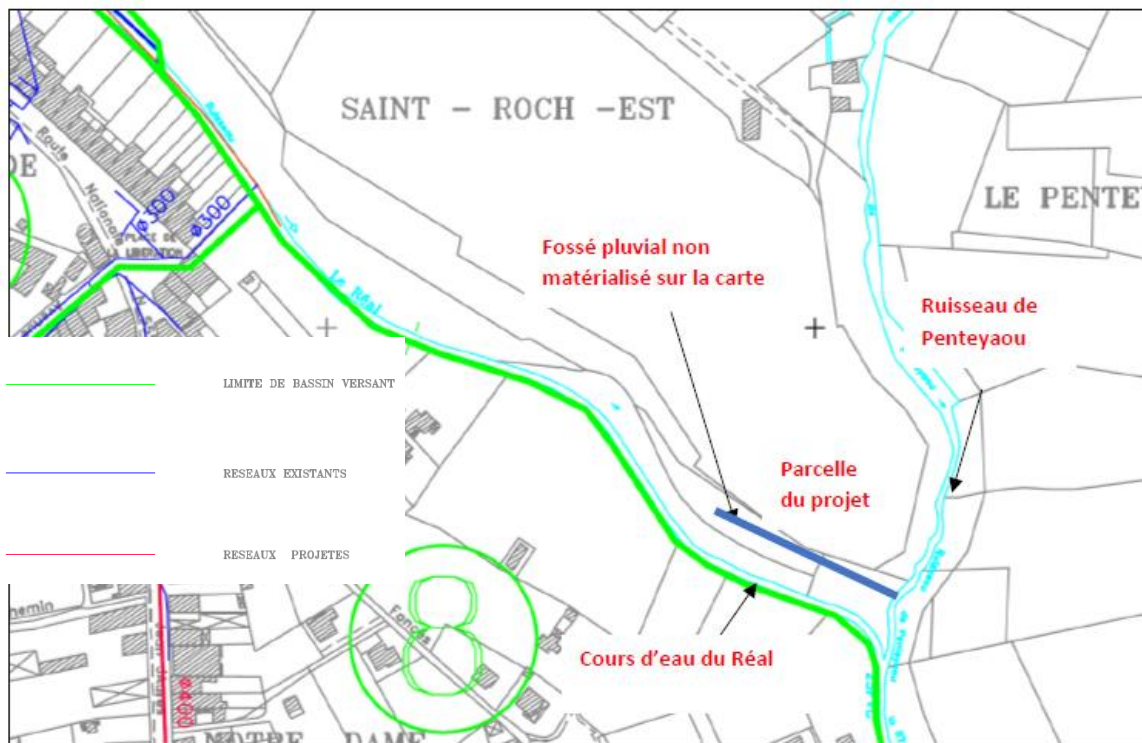 SAINT - ROCH - EST
DE
Route
Nationale
Ø300
Ø300
PLACE DE
LA LIBERATION
LE PENTE
Fossé pluvial non
matérialisé sur la carte
Ruisseau de
Penteyaou
le Réal
LIMITE DE BASSIN VERSANT
RESEAUX EXISTANTS
RESEAUX PROJETES
Parcelle
du projet
Cours d'eau du Réal
8
hemin
Ø400
NOTRE DAME